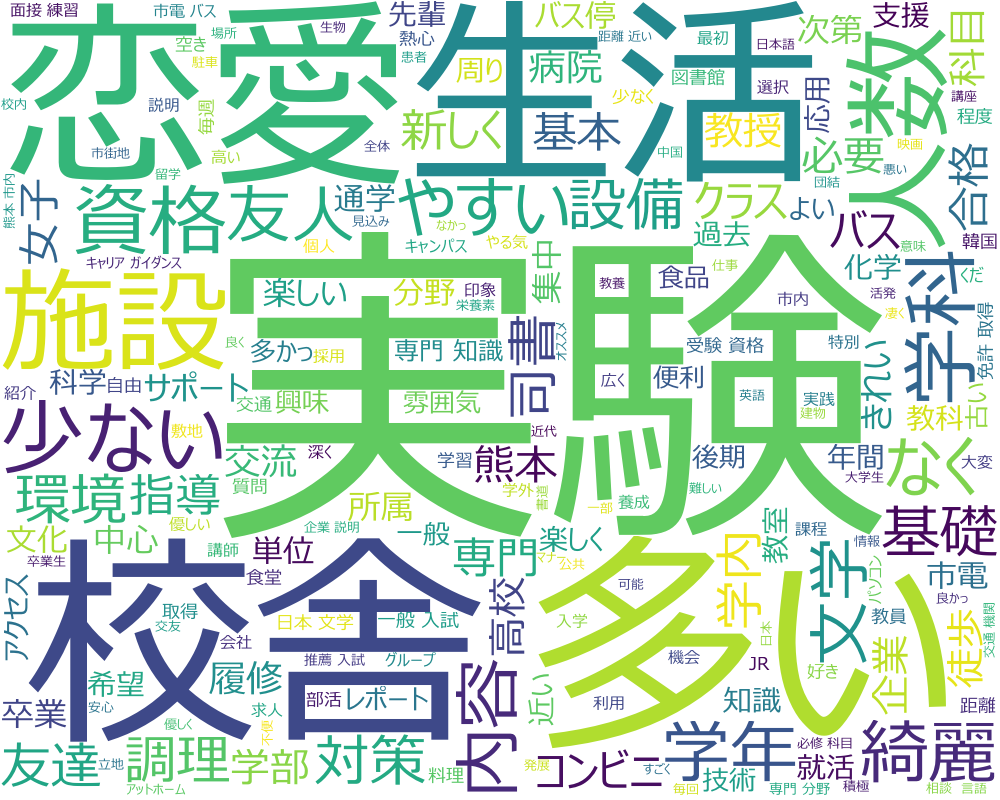 面接 練習
市電 バス
先輩
バス停
次第
支援
恋愛
生活
人数
科目
空き
場所
生物
熱心
患者
距離 近い
最初
日本語
駐車
周り
病院
図書館
選択
講座
校内
説明
毎週
新しく
基本
少なく
教授
応用
程度
市街地
高い
全体
中国
必要
映画
悪い
合格
留学
団結
熊本 市内
女子
資格
友人
通学
見込み
やすい
設備
クラス
よい
なかっ
過去
バス
韓国
キャリア ガイダンス
個人
キャンパス
やる気
仕事
意味
施設
実験
楽しい
分野
印象
集中
食品
教養
化学
くだ
学科
栄養素
市内
活発
凄く
免許 取得
良く
多かっ
採用
専門 知識
司書
オススメ
受験 資格
特別
きれい
紹介
科学
自由
サポート
興味
雰囲気
広く
便利
英語
実践
建物
教科
占い
少ない
敷地
交通
深く
近代
交流
学習
熊本
後期
年間
なへ
大変
質問
環境
指導
所属
学外
書道
一部
養成
難しい
大学生
文化
中心
優しい
講師
企業 説明
一般
専門
楽しく
マナー
公共
教室
課程
情報
基礎
卒業生
単位
食堂
校舎
多い
学内
文学
市電
パソコン
良かっ
アクセス
取得
交友
会社
日本 文学
一般 入試
高校
可能
入学
日本
教員
交通 機関
推薦 入試
グループ
機会
JR
好き
企業
徒歩
希望
履修
部活
レポート
内容
近い
利用
知識
距離
卒業
安心
優しく
求人
不便
友達
立地
調理
学部
対策
料理
発展
コンビニ
すごく
学年
技術
必修 科目
就活
綺麗
アットホーム
毎回
専門 分野
積極
相談
言語